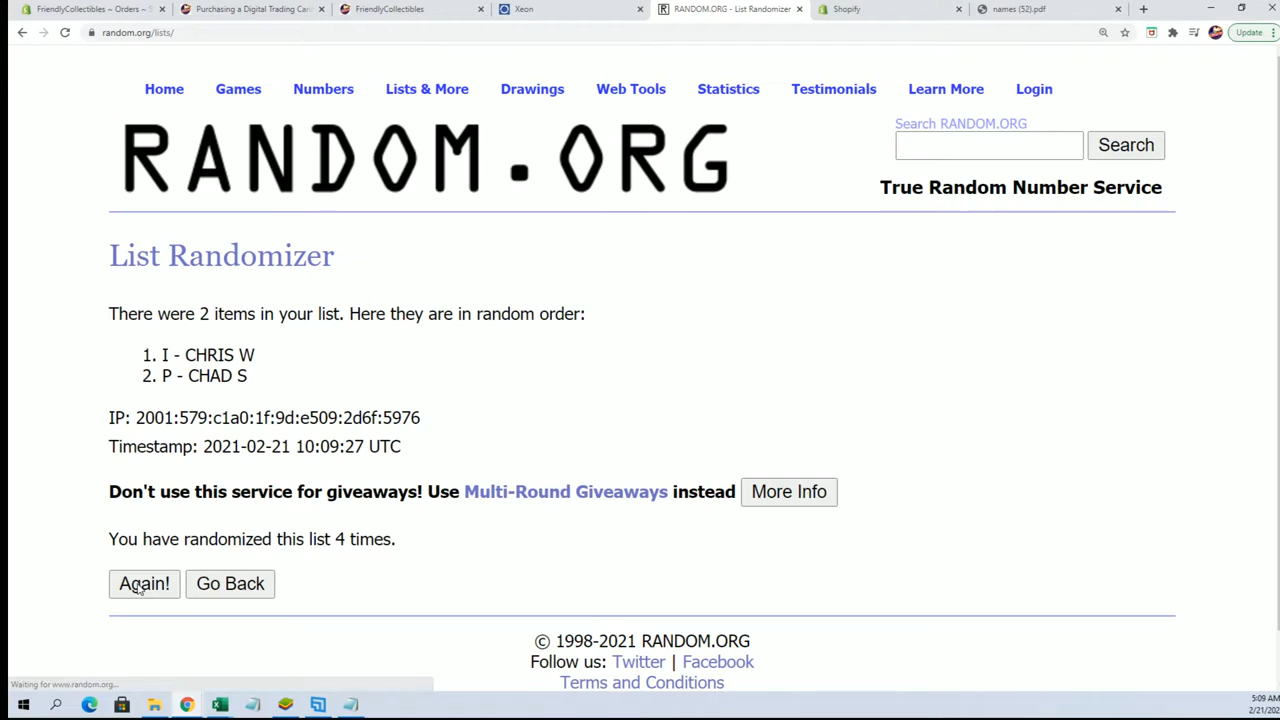 FriendlyCollectibles ~ Orders ~ S
Purchasing a Digital Trading Car
FriendlyCollectibles
Xeon
RANDOM.ORG - List Randomizer
Shopify
names (52).pdf
random.org/lists/
Update
Home
Games
Numbers
Lists & More
Drawings
Web Tools
Statistics
Testimonials
Learn More
Login
RANDOM.ORG
Search RANDOM.ORG
Search
True Random Number Service
List Randomizer
There were 2 items in your list. Here they are in random order:
1. I - CHRIS W
2. P - CHAD S
IP: 2001:579:c1a0:1f:9d:e509:2d6f:5976
Timestamp: 2021-02-21 10:09:27 UTC
Don't use this service for giveaways! Use Multi-Round Giveaways instead More Info
You have randomized this list 4 times.
Again! Go Back
© 1998-2021 RANDOM.ORG
Follow us: Twitter | Facebook
Terms and Conditions
Waiting for www.random.org...
5:09 AM
2/21/202